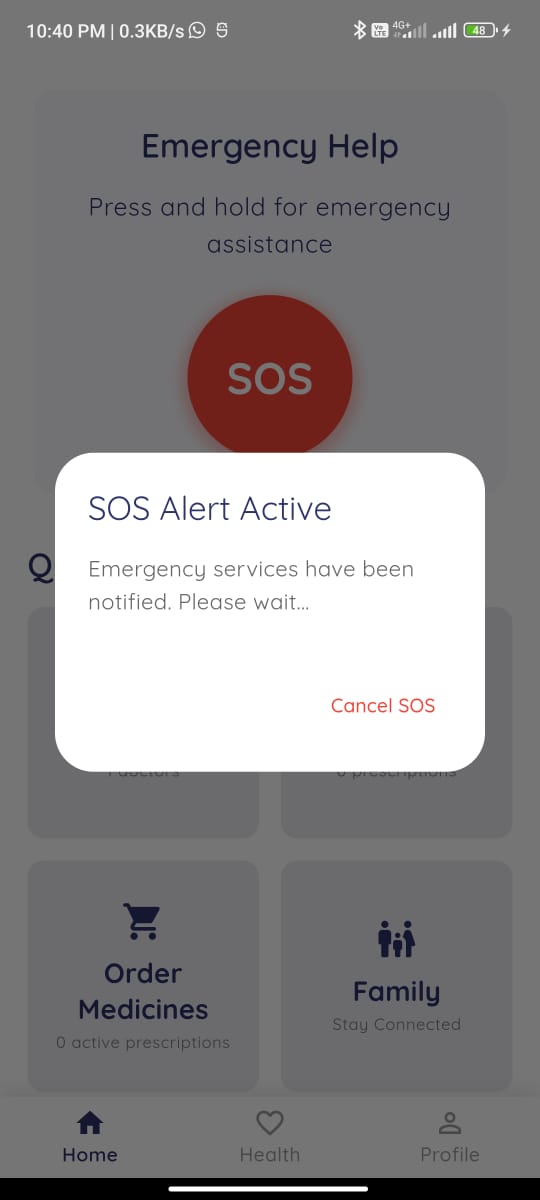 10:40 PM | 0.3KB/s
Vo LTE 4G+ 48
Emergency Help
Press and hold for emergency
assistance
SOS
SOS Alert Active
Emergency services have been
notified. Please wait...
Cancel SOS
Order
Medicines
0 active prescriptions
Family
Stay Connected
Home Health Profile